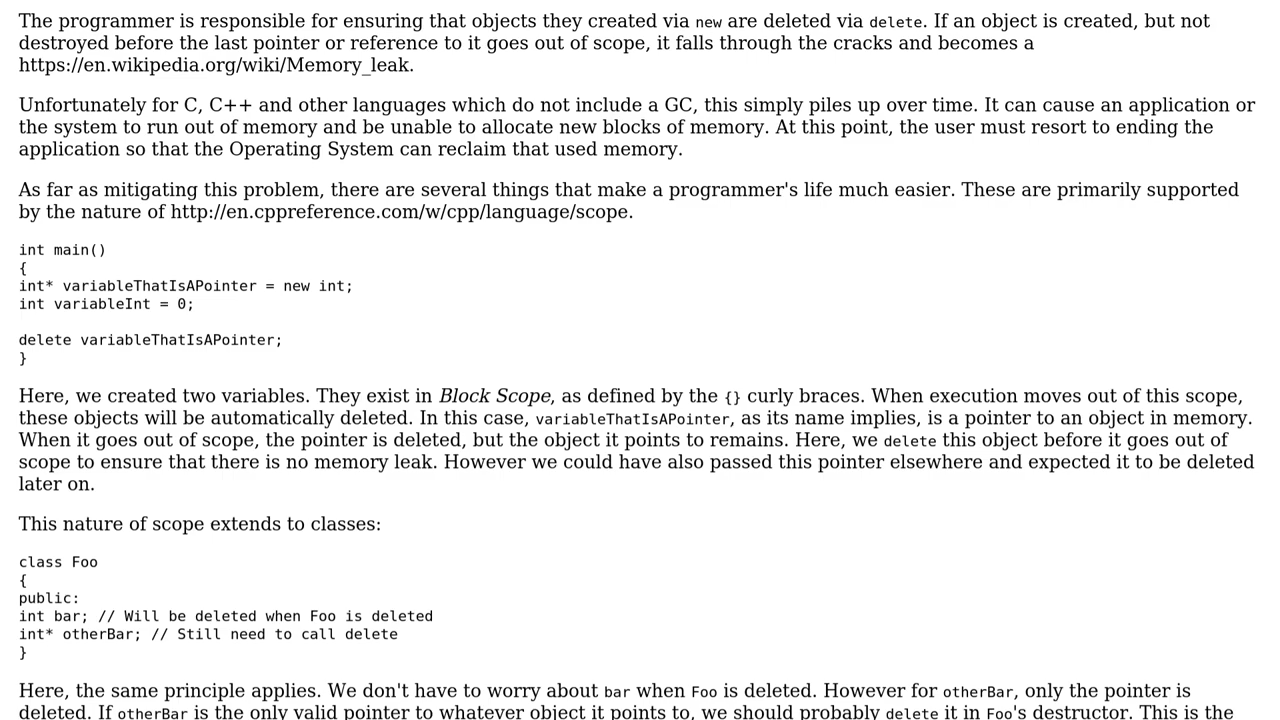 The programmer is responsible for ensuring that objects they created via new are deleted via delete. If an object is created, but not
destroyed before the last pointer or reference to it goes out of scope, it falls through the cracks and becomes a
https://en.wikipedia.org/wiki/Memory_leak.
Unfortunately for C, C++ and other languages which do not include a GC, this simply piles up over time. It can cause an application or
the system to run out of memory and be unable to allocate new blocks of memory. At this point, the user must resort to ending the
application so that the Operating System can reclaim that used memory.
As far as mitigating this problem, there are several things that make a programmer's life much easier. These are primarily supported
by the nature of http://en.cppreference.com/w/cpp/language/scope.
int main()
{
int* variableThatIsAPointer = new int;
int variableInt = 0;
delete variableThatIsAPointer;
}
Here, we created two variables. They exist in Block Scope, as defined by the {} curly braces. When execution moves out of this scope,
these objects will be automatically deleted. In this case, variableThatIsAPointer, as its name implies, is a pointer to an object in memory.
When it goes out of scope, the pointer is deleted, but the object it points to remains. Here, we delete this object before it goes out of
scope to ensure that there is no memory leak. However we could have also passed this pointer elsewhere and expected it to be deleted
later on.
This nature of scope extends to classes:
class Foo
{
public:
int bar; // Will be deleted when Foo is deleted
int* otherBar; // Still need to call delete
}
Here, the same principle applies. We don't have to worry about bar when Foo is deleted. However for otherBar, only the pointer is
deleted. If otherBar is the only valid pointer to whatever object it points to, we should probably delete it in Foo's destructor. This is the